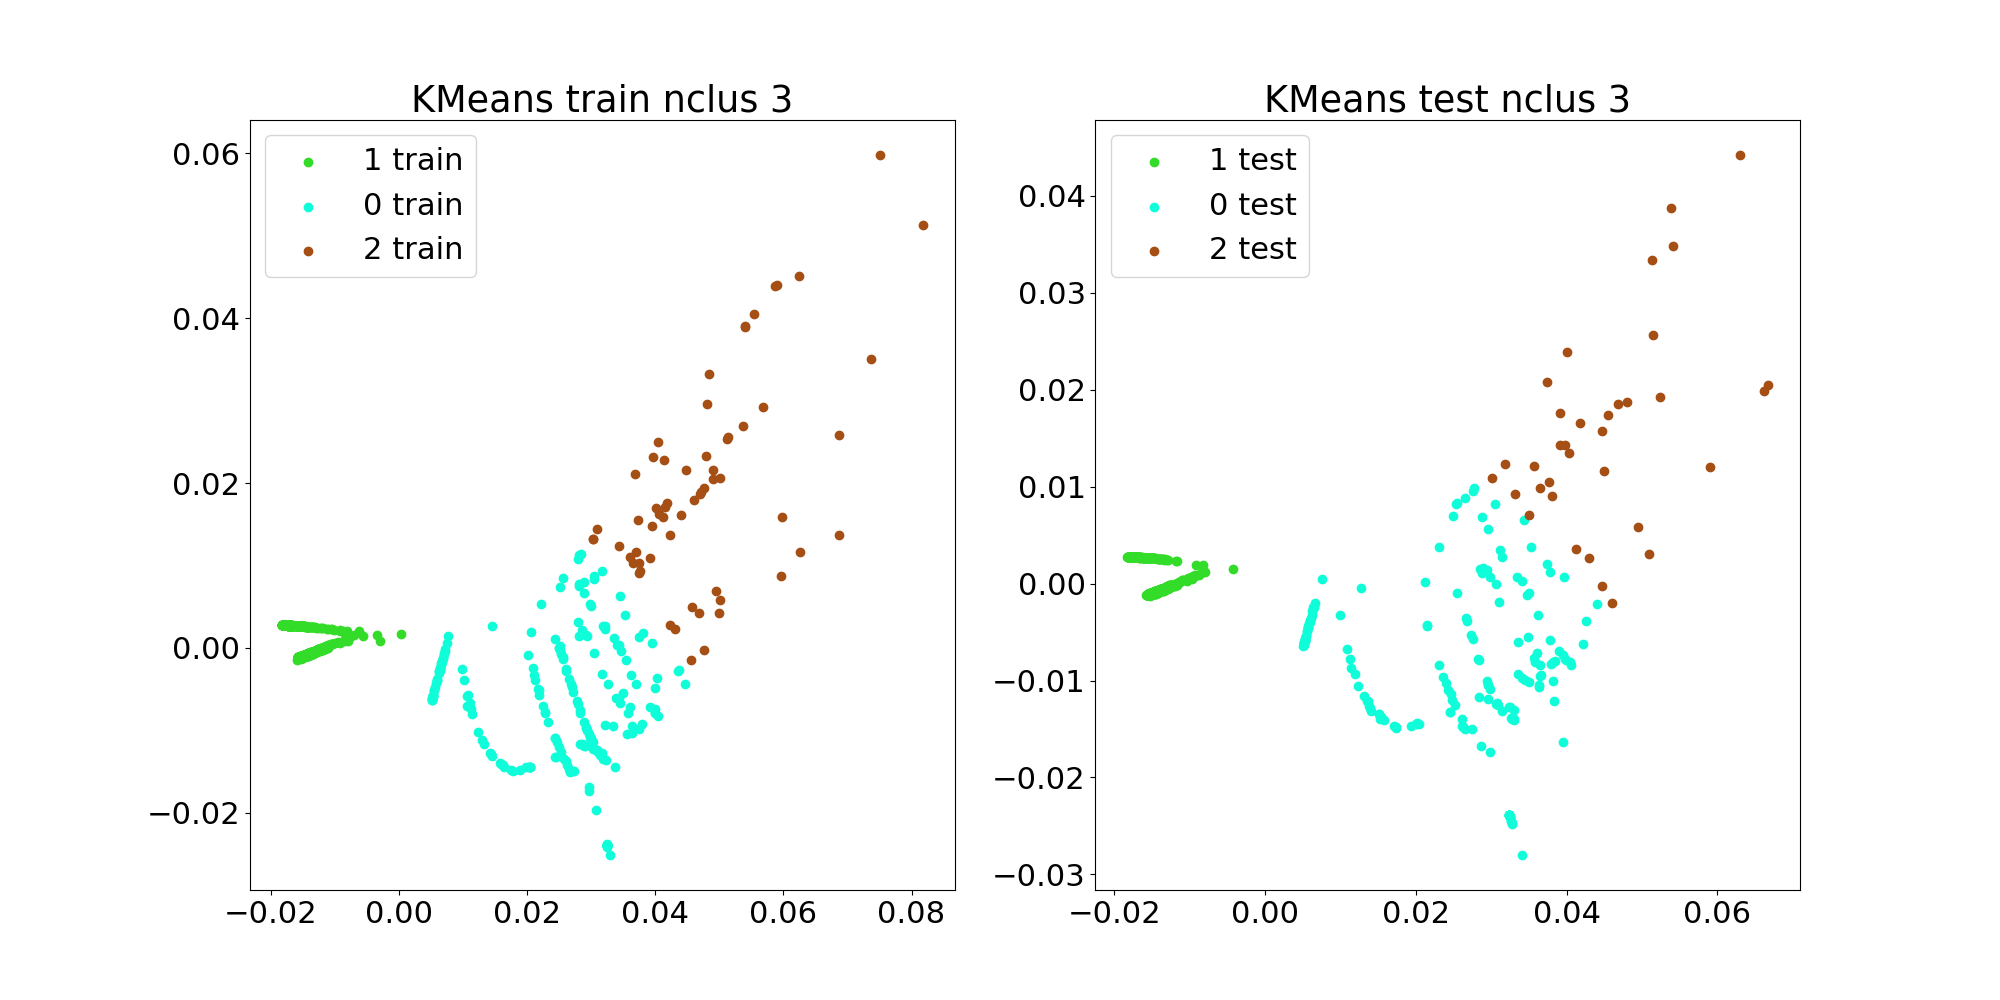 KMeans train nclus 3
1 train
0 train
2 train
0.06
0.04
0.02
0.00
−0.02
−0.02 0.00 0.02 0.04 0.06 0.08
KMeans test nclus 3
1 test
0 test
2 test
0.04
0.03
0.02
0.01
0.00
−0.01
−0.02
−0.03
−0.02 0.00 0.02 0.04 0.06